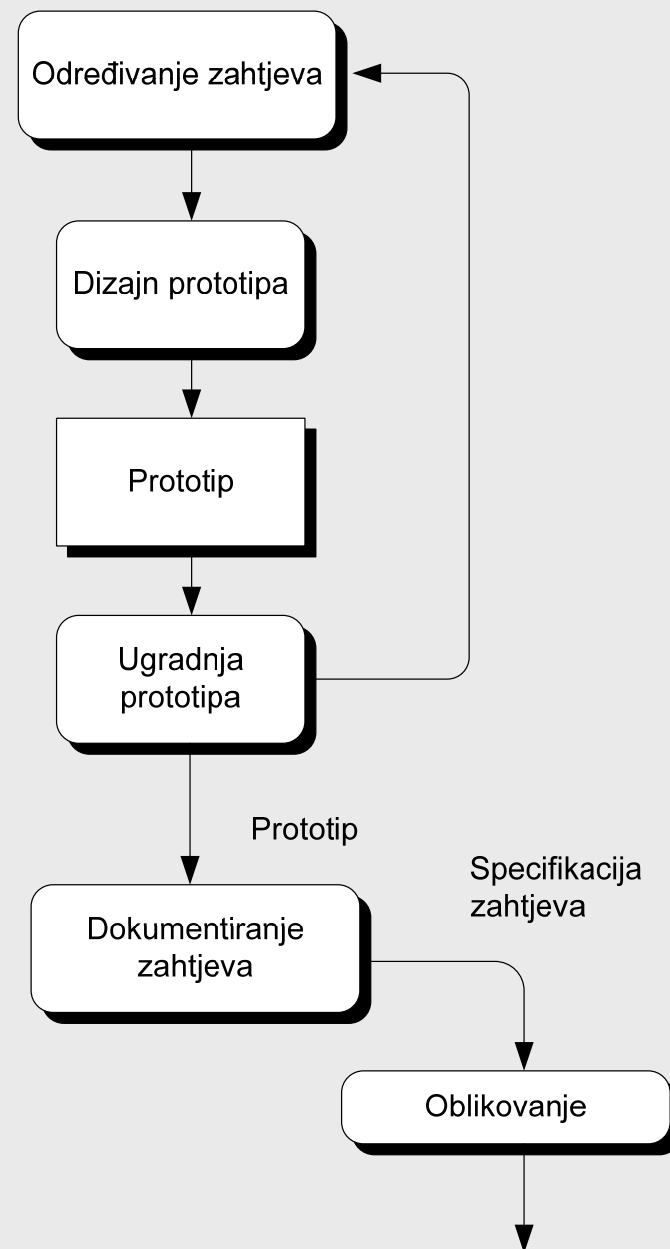 Određivanje zahtjeva
Dizajn prototipa
Prototip
Ugradnja
prototipa
Prototip
Specifikacija
zahtjeva
Dokumentiranje
zahtjeva
Oblikovanje